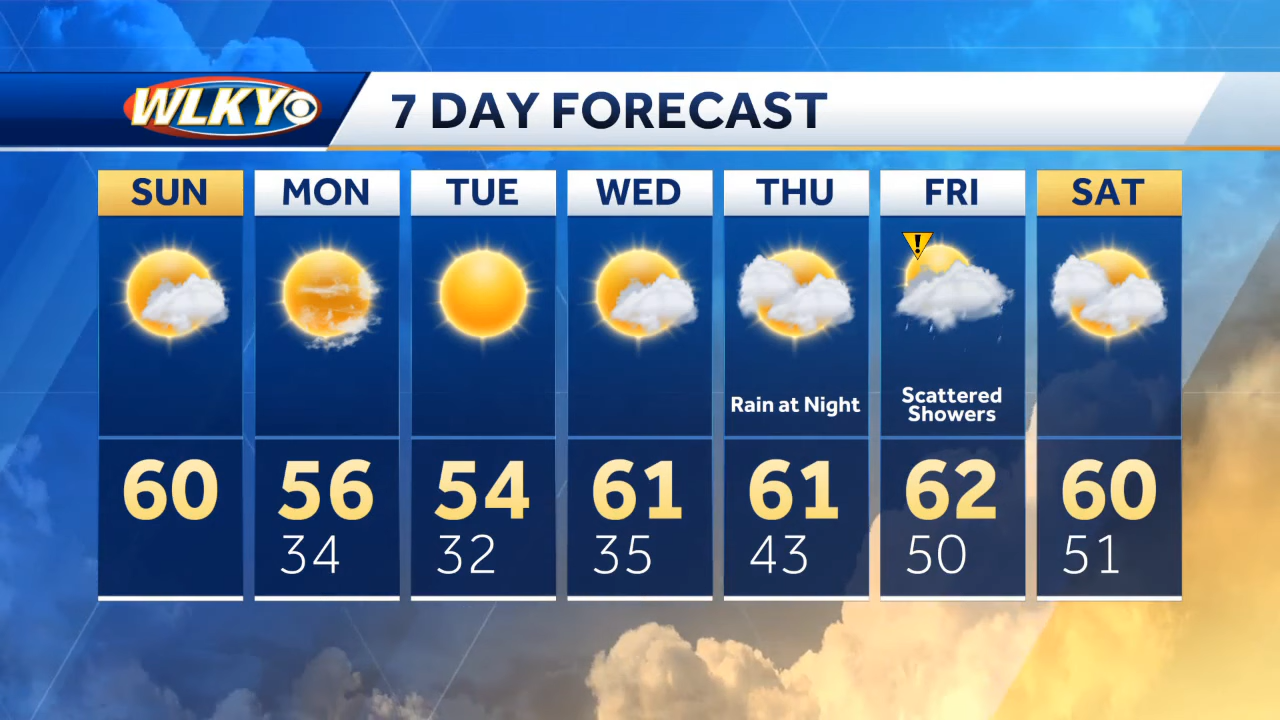 WLKY
7 DAY FORECAST
SUN MON TUE WED THU FRI SAT
!
Rain at Night
Scattered
Showers
60 56 54 61 61 62 60
34 32 35 43 50 51